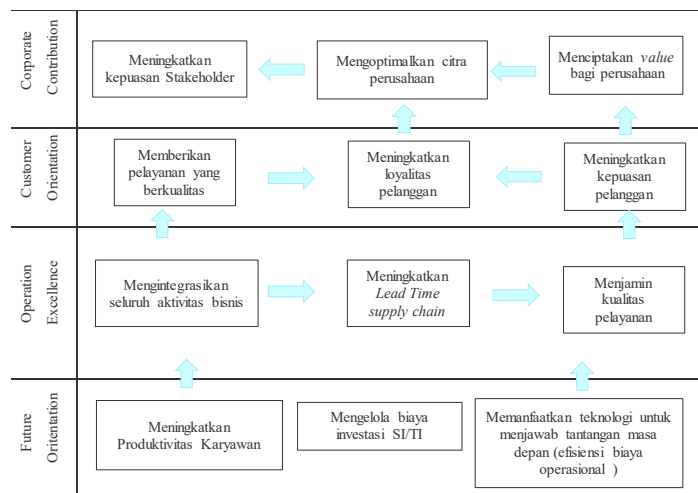 Corporate
Contribution
Meningkatkan
kepuasan Stakeholder
Mengoptimalkan citra
perusahaan
Menciptakan value
bagi perusahaan
Customer
Orientation
Memberikan
pelayanan yang
berkualitas
Meningkatkan
loyalitas
pelanggan
Meningkatkan
kepuasan
pelanggan
Operation
Excellence
Mengintegrasikan
seluruh aktivitas bisnis
Meningkatkan
Lead Time
supply chain
Menjamin
kualitas
pelayanan
Future
Oritentation
Meningkatkan
Produktivitas Karyawan
Mengelola biaya
investasi SI/TI
Memanfaatkan teknologi untuk
menjawab tantangan masa
depan (efisiensi biaya
operasional )